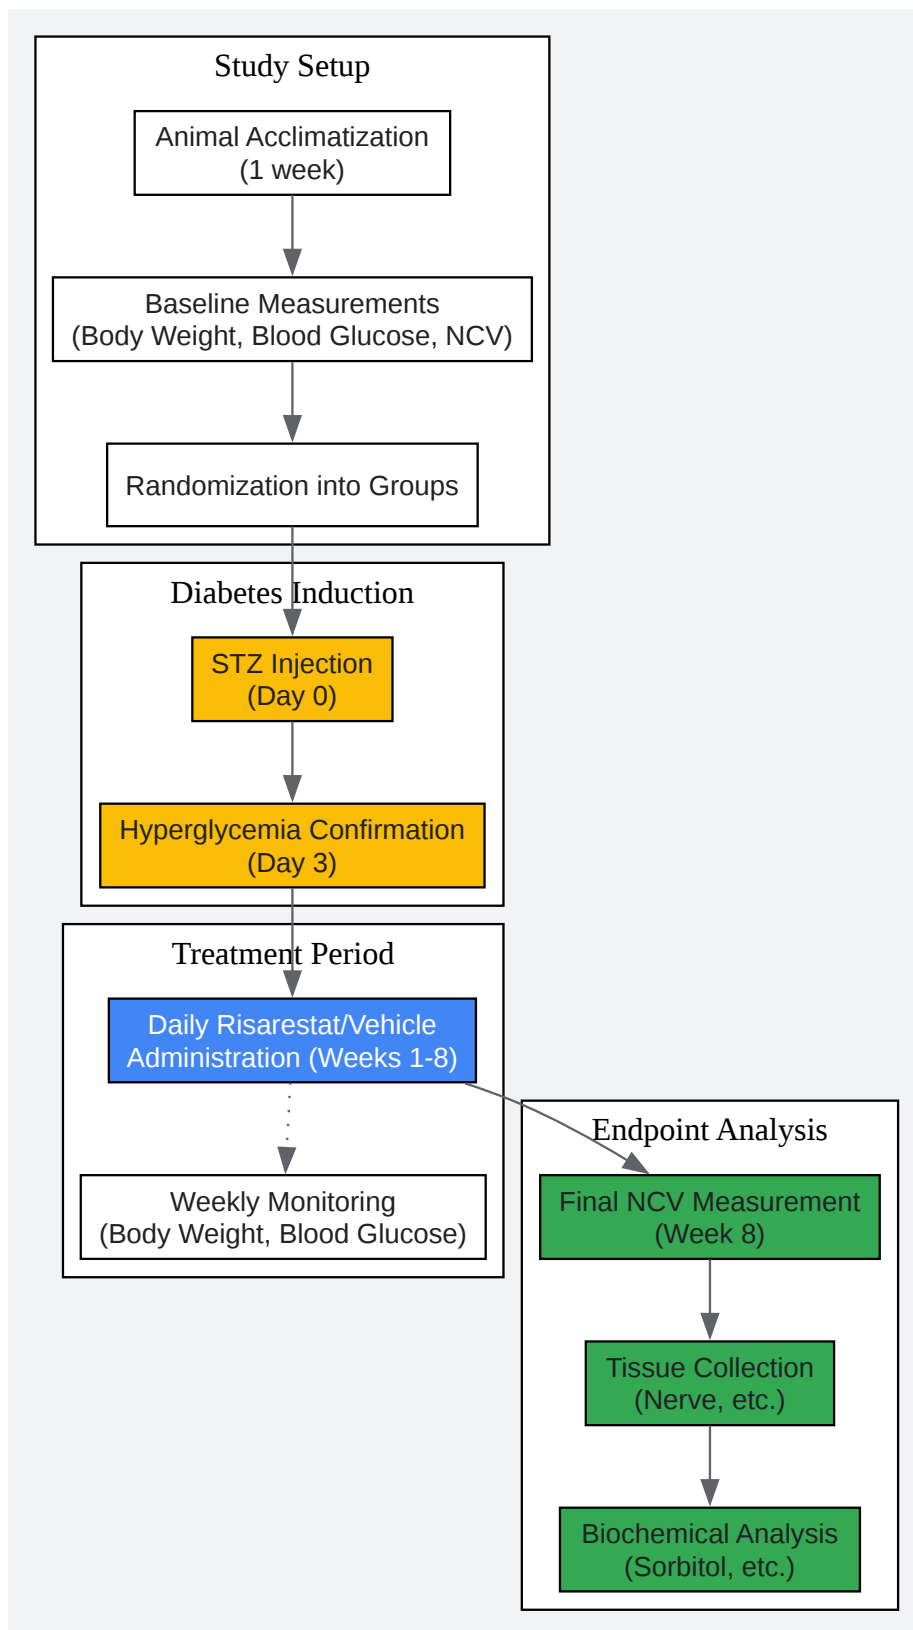 Study Setup
Animal Acclimatization
(1 week)
Baseline Measurements
(Body Weight, Blood Glucose, NCV)
Randomization into Groups
Diabetes Induction
STZ Injection
(Day 0)
Hyperglycemia Confirmation
(Day 3)
Treatment Period
Daily Risarestat/Vehicle
Administration (Weeks 1-8)
Weekly Monitoring
(Body Weight, Blood Glucose)
Endpoint Analysis
Final NCV Measurement
(Week 8)
Tissue Collection
(Nerve, etc.)
Biochemical Analysis
(Sorbitol, etc.)